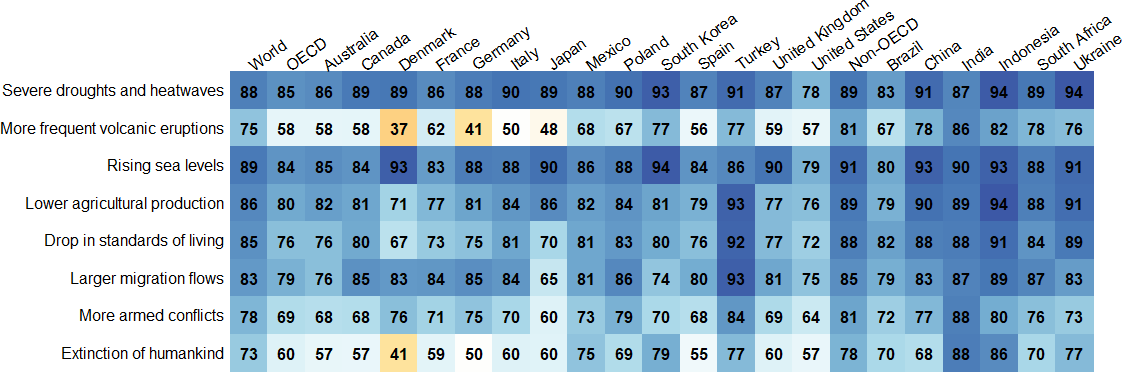 World OECD Australia Canada Denmark France Germany Italy Japan Mexico Poland South Korea Spain Turkey United Kingdom United States Non-OECD Brazil China India Indonesia South Africa Ukraine
Severe droughts and heatwaves 88 85 86 89 89 86 88 90 89 88 90 93 87 91 87 78 89 83 91 87 94 89 94
More frequent volcanic eruptions 75 58 58 58 37 62 41 50 48 68 67 77 56 77 59 57 81 67 78 86 82 78 76
Rising sea levels 89 84 85 84 93 83 88 88 90 86 88 94 84 86 90 79 91 80 93 90 93 88 91
Lower agricultural production 86 80 82 81 71 77 81 84 86 82 84 81 79 93 77 76 89 79 90 89 94 88 91
Drop in standards of living 85 76 76 80 67 73 75 81 70 81 83 80 76 92 77 72 88 82 88 88 91 84 89
Larger migration flows 83 79 76 85 83 84 85 84 65 81 86 74 80 93 81 75 85 79 83 87 89 87 83
More armed conflicts 78 69 68 68 76 71 75 70 60 73 79 70 68 84 69 64 81 72 77 88 80 76 73
Extinction of humankind 73 60 57 57 41 59 50 60 60 75 69 79 55 77 60 57 78 70 68 88 86 70 77